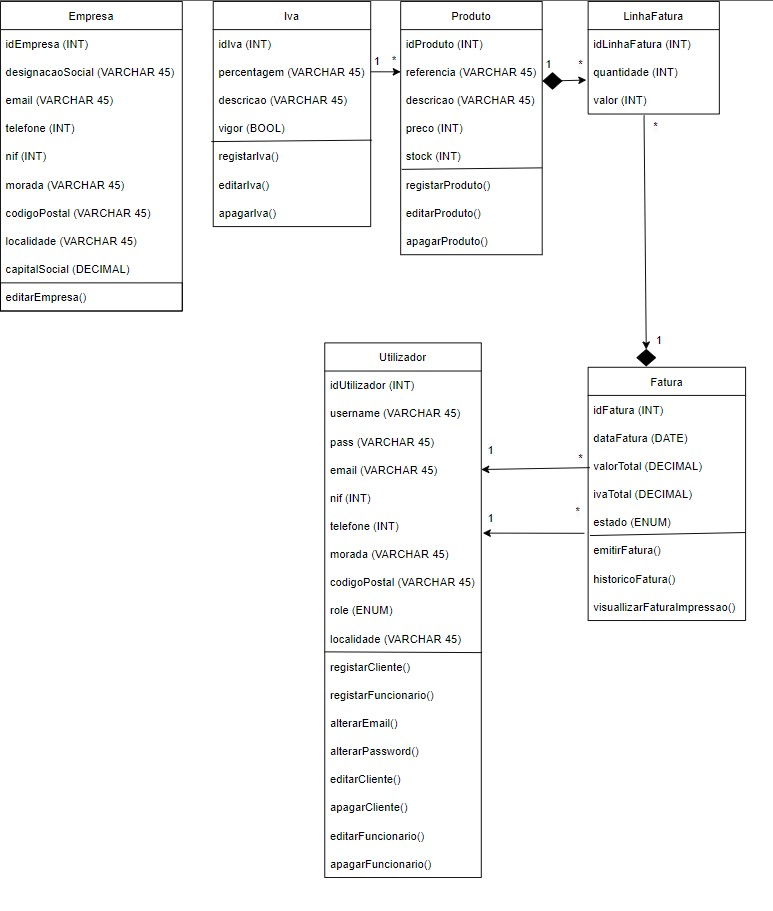 Empresa
idEmpresa (INT)
designacaoSocial (VARCHAR 45)
email (VARCHAR 45)
telefone (INT)
nif (INT)
morada (VARCHAR 45)
codigoPostal (VARCHAR 45)
localidade (VARCHAR 45)
capitalSocial (DECIMAL)
editarEmpresa()
Iva
idIva (INT)
percentagem (VARCHAR 45)
descricao (VARCHAR 45)
vigor (BOOL)
registarIva()
editarIva()
apagarIva()
1 *
Produto
idProduto (INT)
referencia (VARCHAR 45)
descricao (VARCHAR 45)
preco (INT)
stock (INT)
registarProduto()
editarProduto()
apagarProduto()
1 *
LinhaFatura
idLinhaFatura (INT)
quantidade (INT)
valor (INT)
*
1
Utilizador
idUtilizador (INT)
username (VARCHAR 45)
pass (VARCHAR 45)
email (VARCHAR 45)
nif (INT)
telefone (INT)
morada (VARCHAR 45)
codigoPostal (VARCHAR 45)
role (ENUM)
localidade (VARCHAR 45)
registarCliente()
registarFuncionario()
alterarEmail()
alterarPassword()
editarCliente()
apagarCliente()
editarFuncionario()
apagarFuncionario()
1 *
1 *
Fatura
idFatura (INT)
dataFatura (DATE)
valorTotal (DECIMAL)
ivaTotal (DECIMAL)
estado (ENUM)
emitirFatura()
historicoFatura()
visuallizarFaturaImpressao()